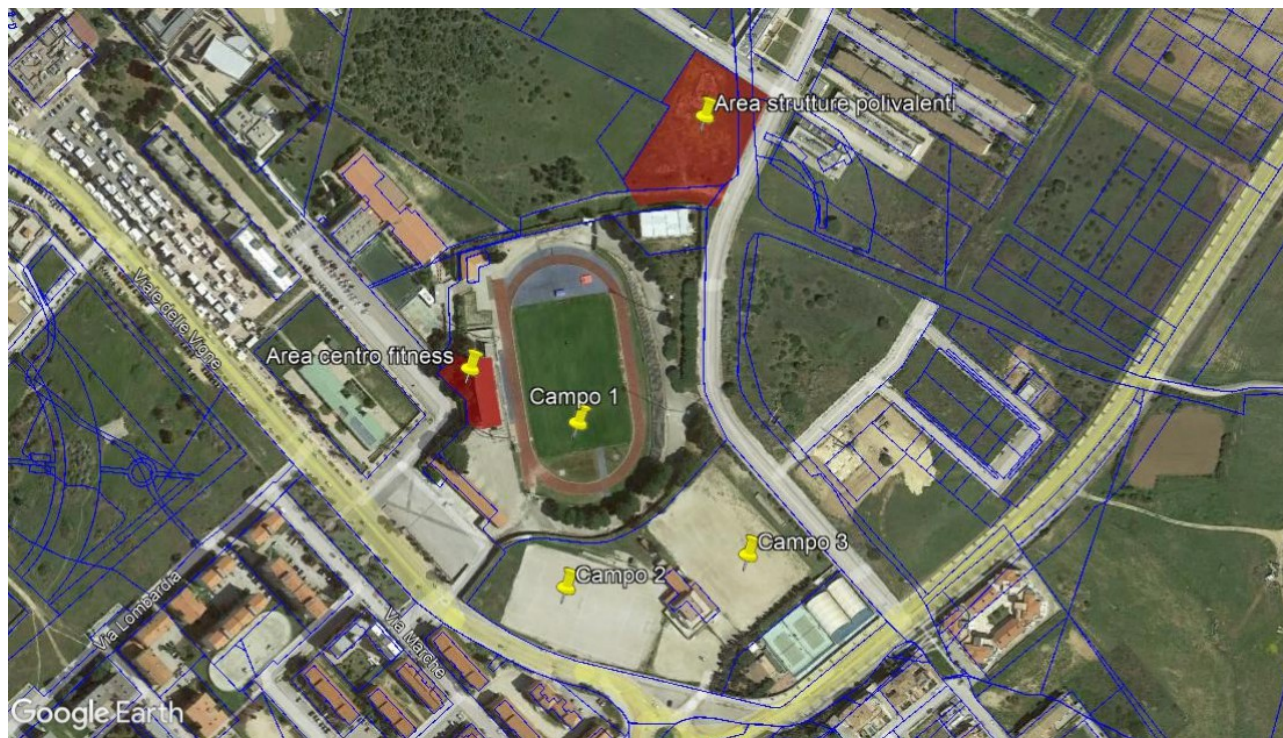 Area strutture polivalenti
Viale delle Vigne
Area centro fitness
Campo 1
Campo 3
Campo 2
Via Lombardia
Via Marche
Google Earth